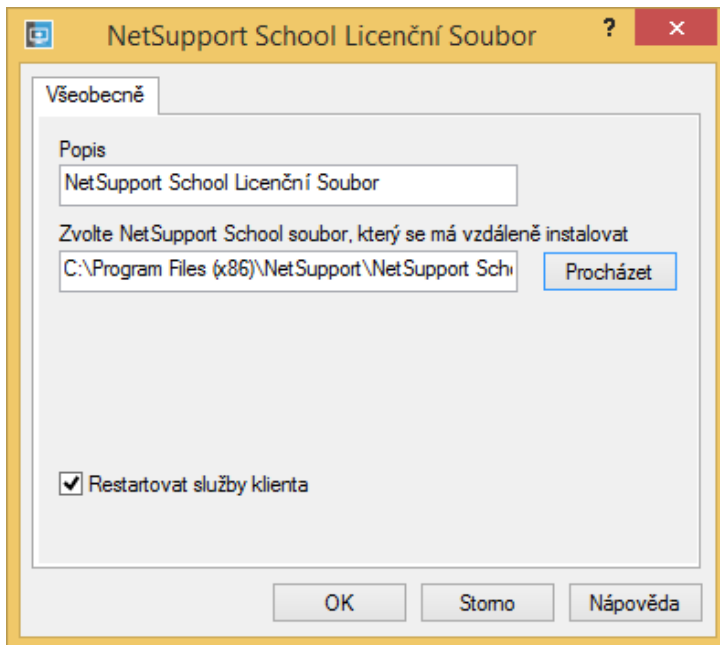 NetSupport School Licenční Soubor
?
×
Všeobecně
Popis
NetSupport School Licenční Soubor
Zvolte NetSupport School soubor, který se má vzdáleně instalovat
C:\Program Files (x86)\NetSupport\NetSupport Sch
Procházet
Restartovat služby klienta
OK
Storno
Nápověda